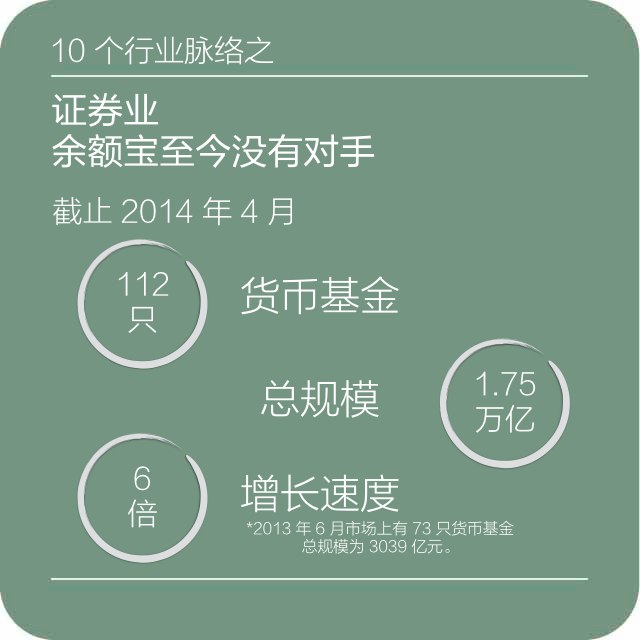 10 个行业脉络之
证券业
余额宝至今没有对手
截止 2014 年 4 月
112
只
货币基金
总规模
1.75
万亿
6
倍
增长速度
*2013 年 6 月市场上有 73 只货币基金
总规模为 3039 亿元。